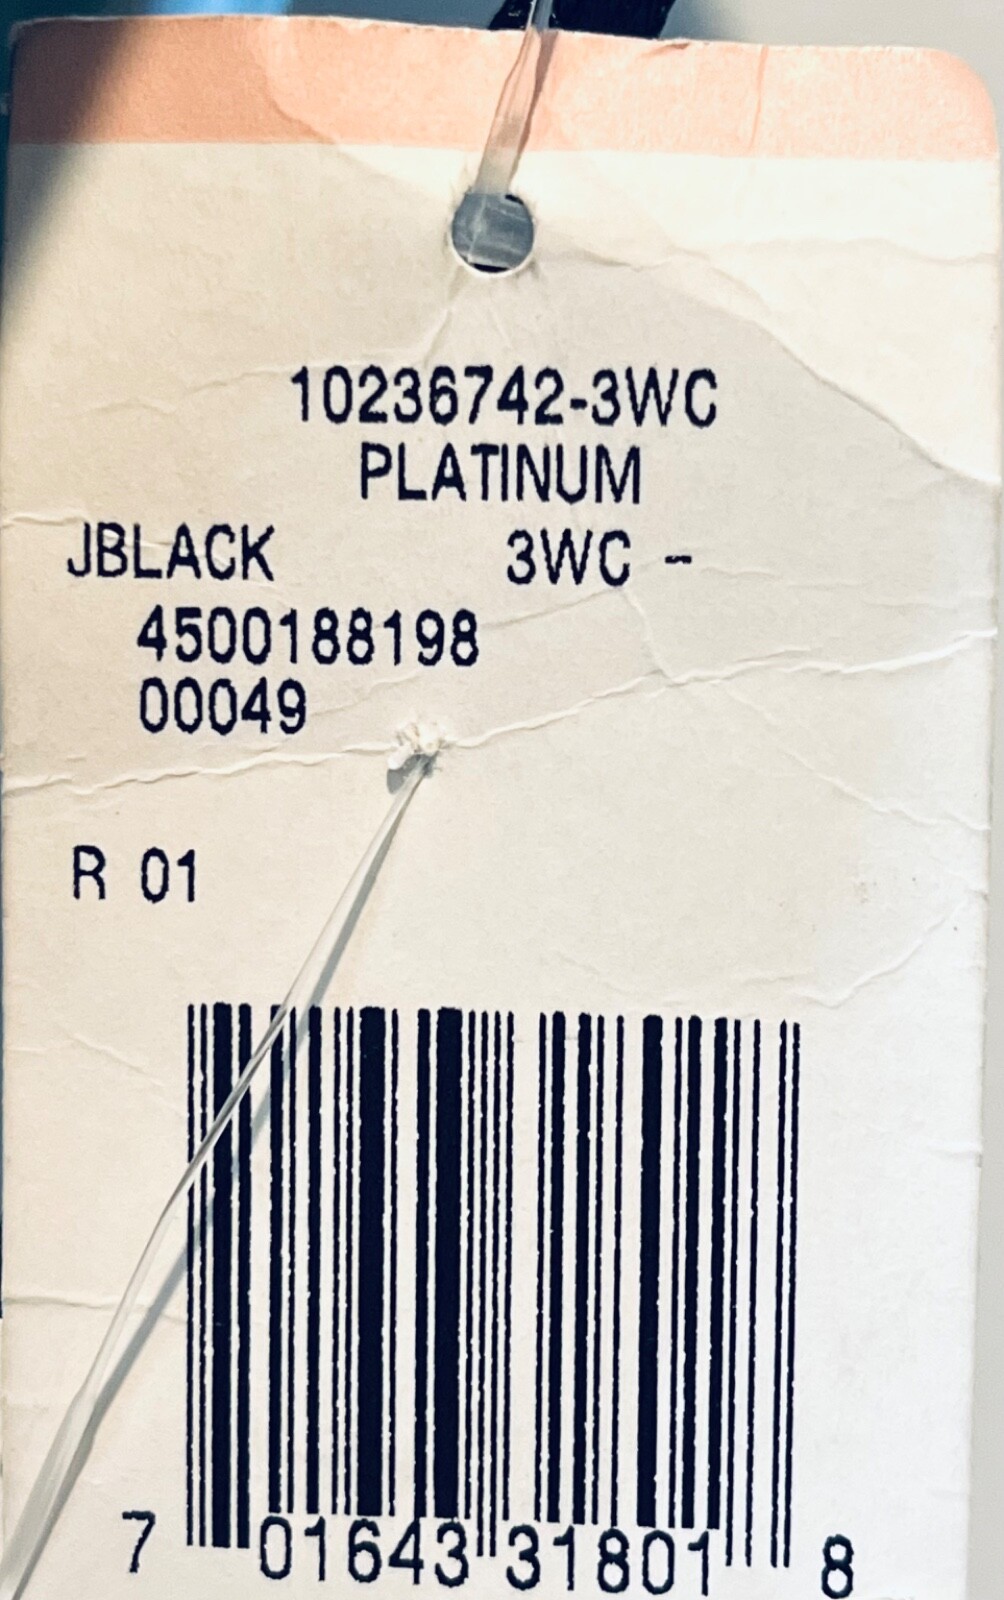 10236742-3WC
PLATINUM
JBLACK 3WC -
4500188198
00049
R 01
7 01643 31801 8